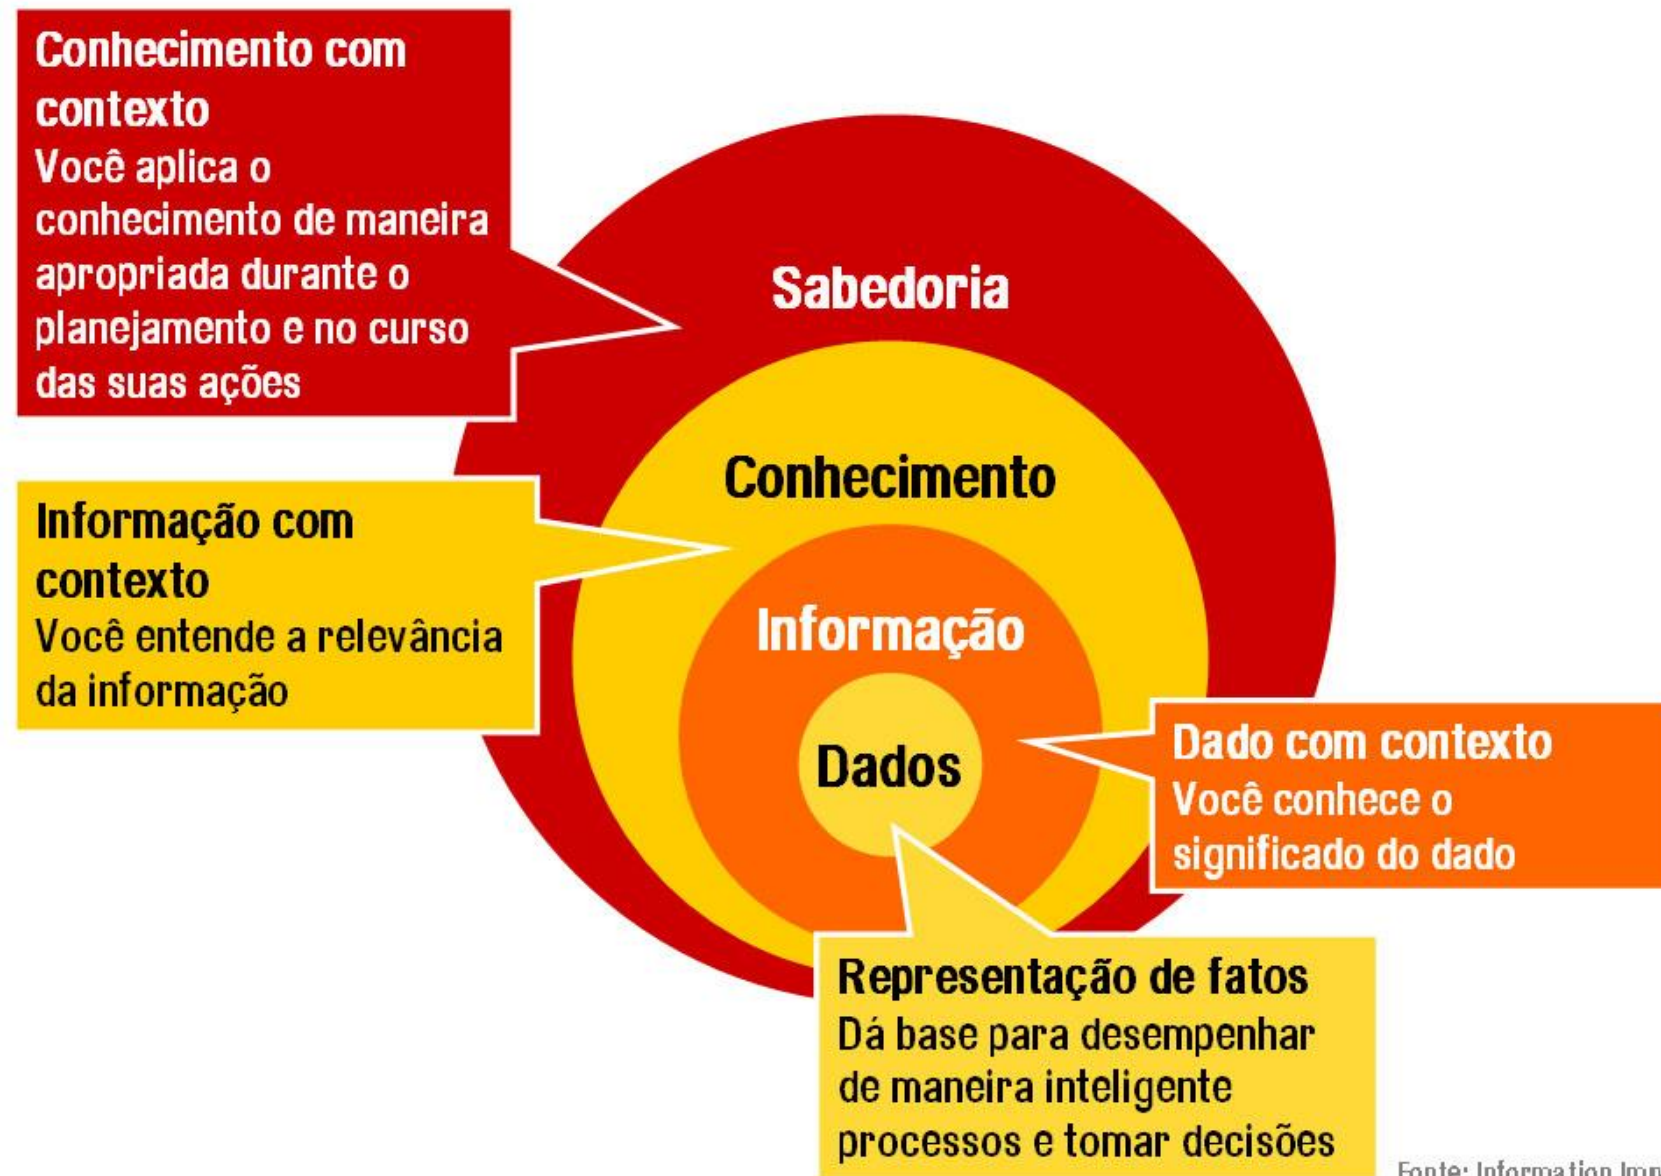 Conhecimento com
contexto
Você aplica o
conhecimento de maneira
apropriada durante o
planejamento e no curso
das suas ações
Sabedoria
Conhecimento
Informação com
contexto
Você entende a relevância
da informação
Informação
Dados
Dado com contexto
Você conhece o
significado do dado
Representação de fatos
Dá base para desempenhar
de maneira inteligente
processos e tomar decisões
Fonte: Information